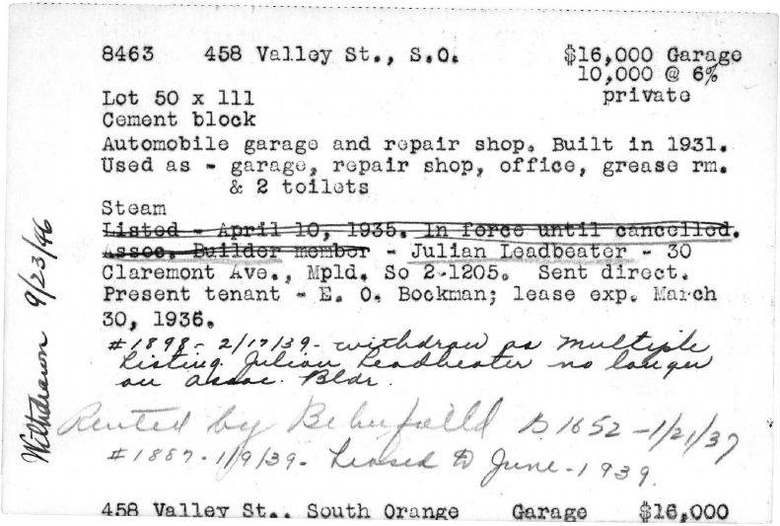 8463 458 Valley St., S.O. $16,000 Garage
10,000 @ 6%
Lot 50 x 111 private
Cement block
Automobile garage and repair shop. Built in 1931.
Used as - garage, repair shop, office, grease rm.
& 2 toilets
Steam
Listed - April 10, 1935. In force until cancelled.
Assoc. Builder member - Julian Leadbeater - 30
Claremont Ave., Mpld. So 2-1205. Sent direct.
Present tenant - E. O. Bockman; lease exp. March
30, 1936.
#1898 - 2/17/39 - withdraw as multiple
listing. Julian Leadbeater no longer
an assoc. Bldr.
Rented by B 1652 - 1/21/37
#1887 - 1/9/39 - Leased to June - 1939.
Withdrawn 9/23/46
458 Valley St., South Orange Garage $16,000